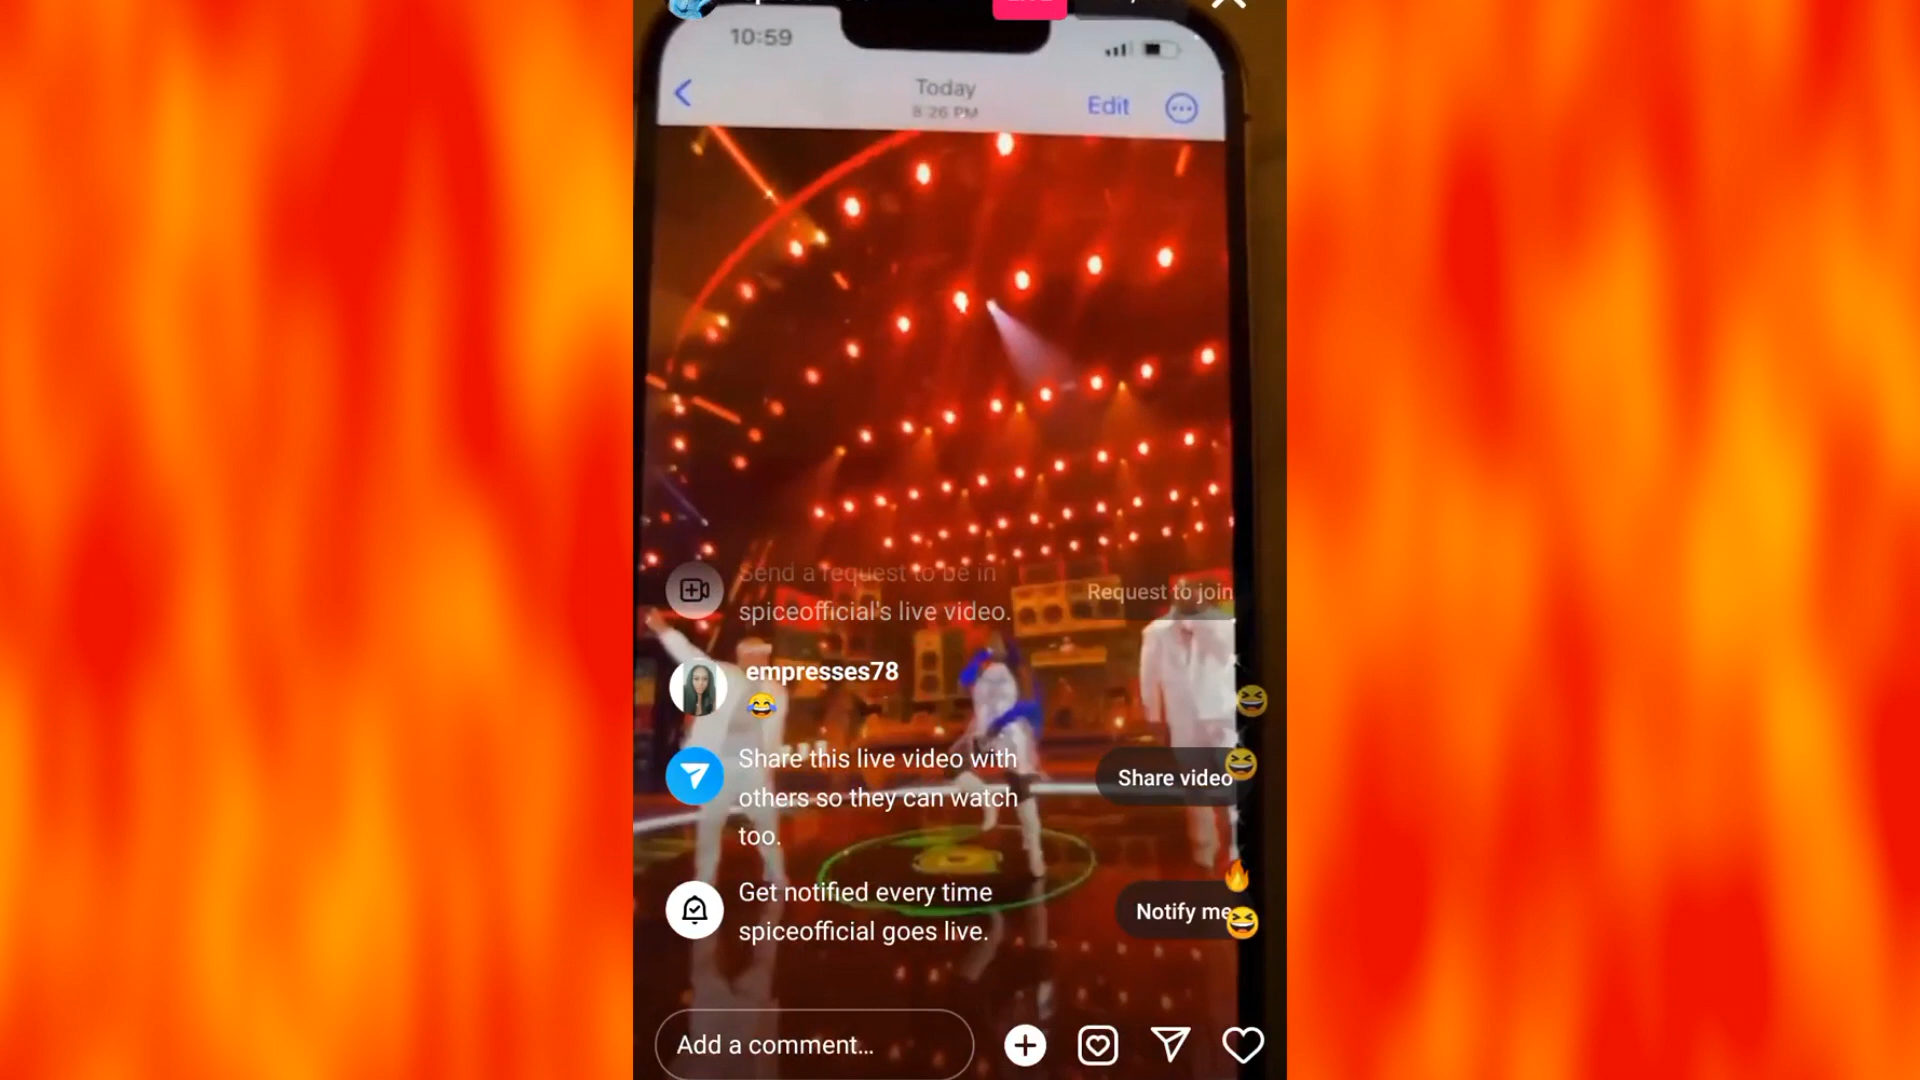 10:59
Today
8:26 PM
Edit
Send a request to be in
spiceofficial's live video.
Request to join
empresses78
Share this live video with
others so they can watch
too.
Share video
Get notified every time
spiceofficial goes live.
Notify me
Add a comment...